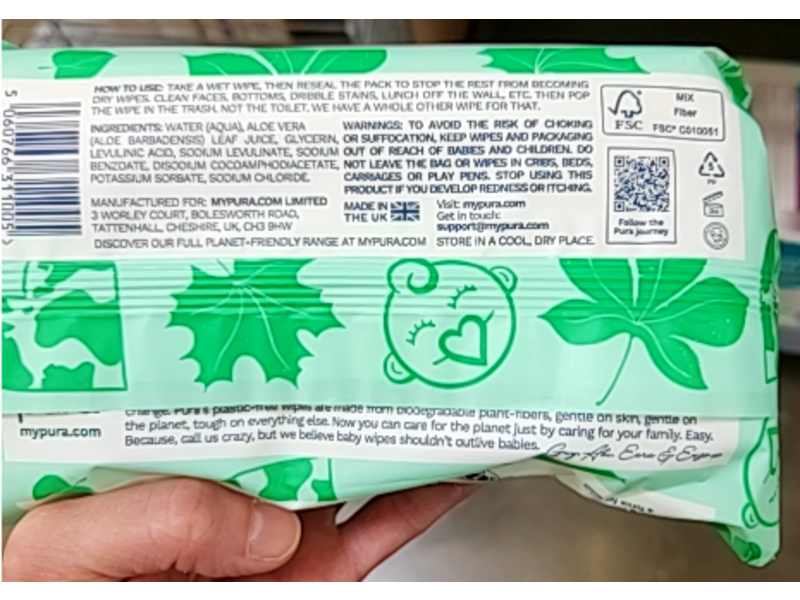 HOW TO USE: TAKE A WET WIPE, THEN RESEAL THE PACK TO STOP THE REST FROM BECOMING
DRY WIPES. CLEAN FACES, BOTTOMS, DRIBBLE STAINS, LUNCH OFF THE WALL, ETC. THEN POP
THE WIPE IN THE TRASH. NOT THE TOILET. WE HAVE A WHOLE OTHER WIPE FOR THAT.
INGREDIENTS: WATER (AQUA), ALOE VERA
(ALOE BARBADENSIS) LEAF JUICE, GLYCERIN,
LEVULINIC ACID, SODIUM LEVULINATE, SODIUM
BENZOATE, DISODIUM COCOAMPHODIACETATE,
POTASSIUM SORBATE, SODIUM CHLORIDE.
MANUFACTURED FOR: MYPURA.COM LIMITED
3 WORLEY COURT, BOLESWORTH ROAD,
TATTENHALL, CHESHIRE, UK, CH3 8HW
DISCOVER OUR FULL PLANET-FRIENDLY RANGE AT MYPURA.COM
WARNINGS: TO AVOID THE RISK OF CHOKING
OR SUFFOCATION, KEEP WIPES AND PACKAGING
OUT OF REACH OF BABIES AND CHILDREN. DO
NOT LEAVE THE BAG OR WIPES IN CRIBS, BEDS,
CARRIAGES OR PLAY PENS. STOP USING THIS
PRODUCT IF YOU DEVELOP REDNESS OR ITCHING.
MADE IN
THE UK
Visit: mypura.com
Get in touch:
support@mypura.com
STORE IN A COOL, DRY PLACE.
FSC
MIX
Fiber
FSC® C010051
Follow the
Pura journey
5
PP
5 060766 311005 >
change. Pura's plastic-free wipes are made from biodegradable plant-fibers, gentle on skin, gentle on
the planet, tough on everything else. Now you can care for the planet just by caring for your family. Easy.
Because, call us crazy, but we believe baby wipes shouldn't outlive babies.
mypura.com